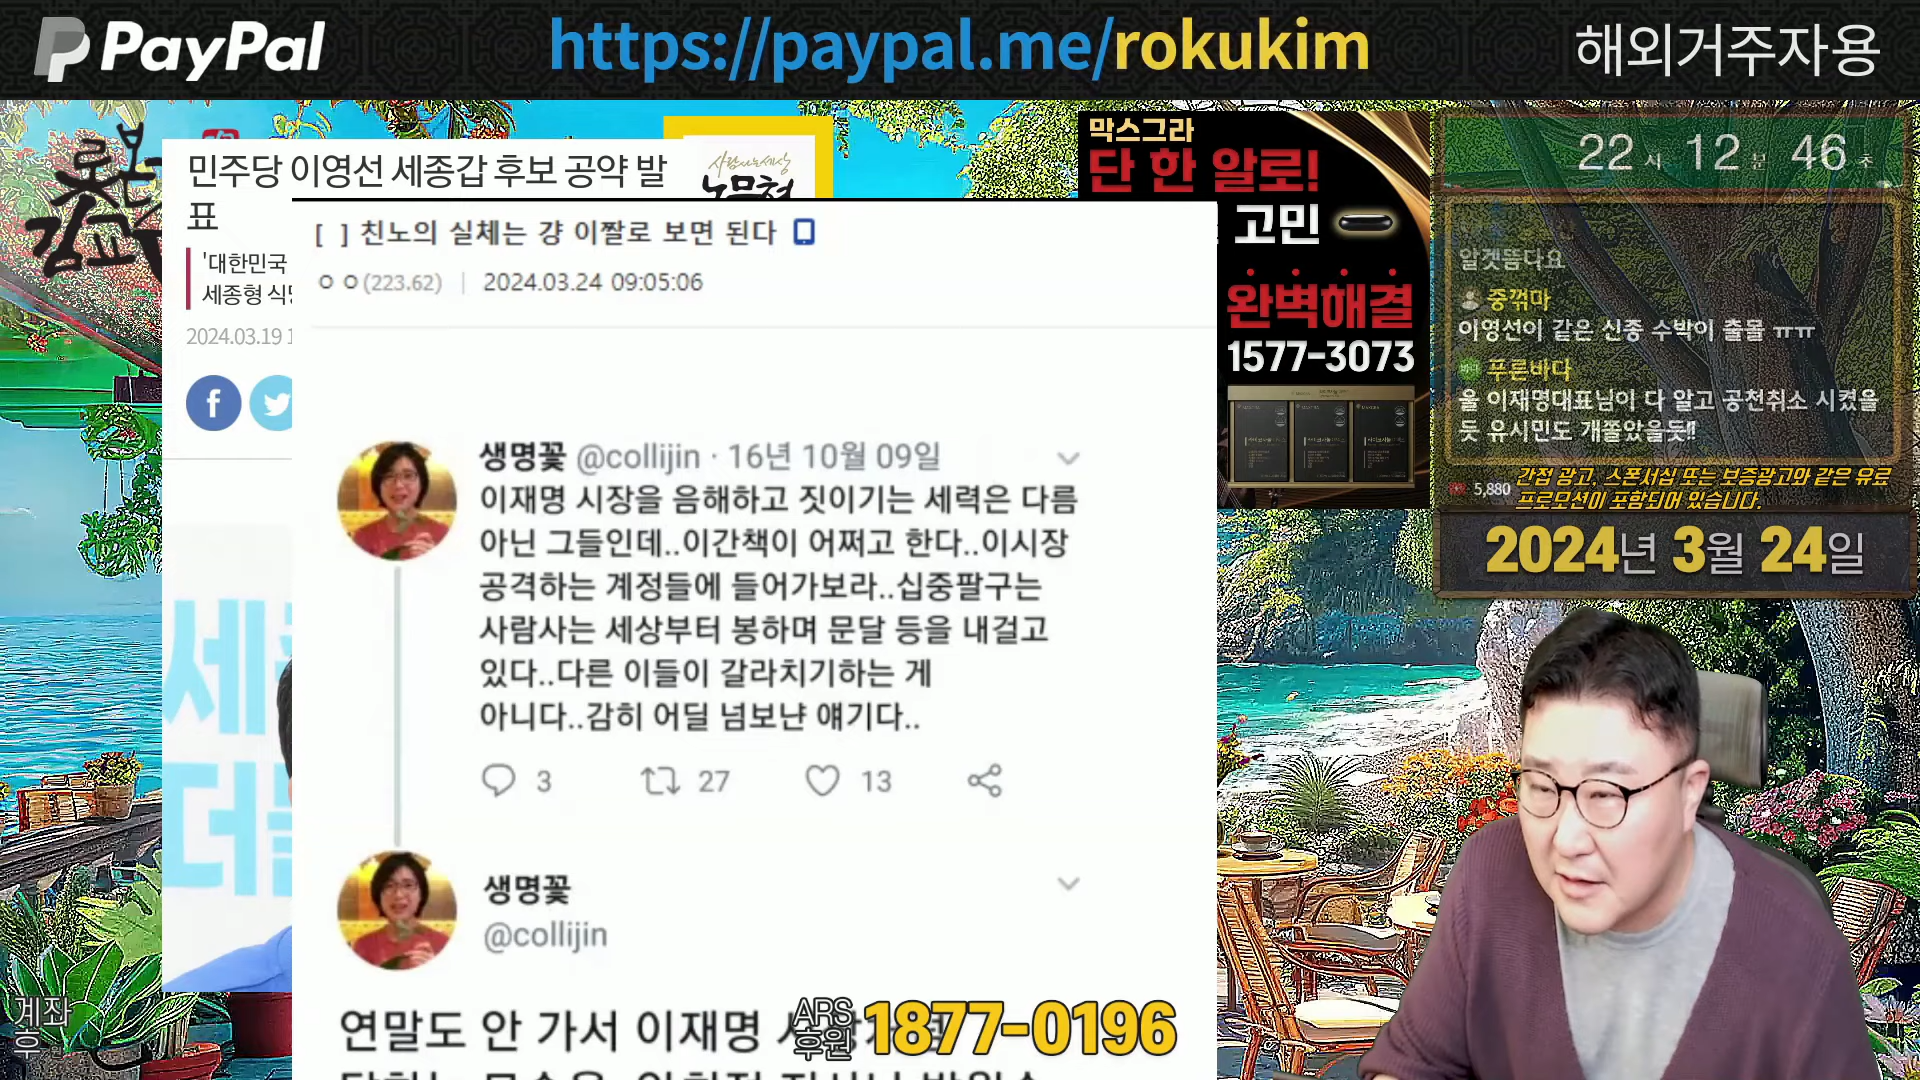 PayPal
https://paypal.me/rokukim
해외거주자용
민주당 이영선 세종갑 후보 공약 발
표
'대한민국
세종형 식
2024.03.19 1
사람사는세상
[ ] 친노의 실체는 걍 이짤로 보면 된다
ㅇㅇ(223.62) | 2024.03.24 09:05:06
생명꽃 @collijin · 16년 10월 09일
이재명 시장을 음해하고 짓이기는 세력은 다름
아닌 그들인데..이간책이 어쩌고 한다..이시장
공격하는 계정들에 들어가보라..십중팔구는
사람사는 세상부터 봉하며 문달 등을 내걸고
있다..다른 이들이 갈라치기하는 게
아니다..감히 어딜 넘보냔 얘기다..
3 27 13
생명꽃
@collijin
연말도 안 가서 이재명
ARS
후원
1877-0196
계좌
후
막스그라
단 한 알로!
고민
완벽해결
1577-3073
22시 12분 46초
알겟뜸다요
중꺾마
이영선이 같은 신종 수박이 출몰 ㅠㅠ
푸른바다
울 이재명대표님이 다 알고 공천취소 시켰을
듯 유시민도 개쫄았을듯!!
5,880
간접 광고, 스폰서십 또는 보증광고와 같은 유료
프로모션이 포함되어 있습니다.
2024년 3월 24일